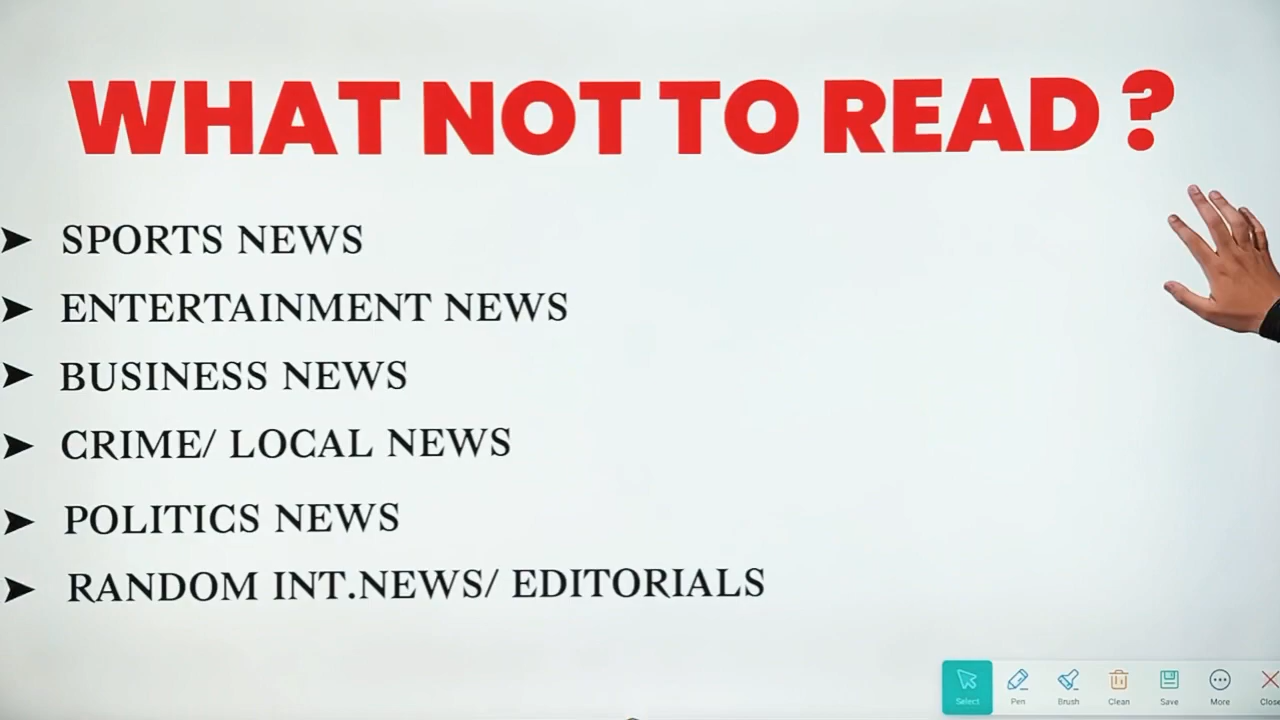 WHAT NOT TO READ ?
➤ SPORTS NEWS
➤ ENTERTAINMENT NEWS
➤ BUSINESS NEWS
➤ CRIME/ LOCAL NEWS
➤ POLITICS NEWS
➤ RANDOM INT.NEWS/ EDITORIALS
Select Pen Brush Clean Save More Close